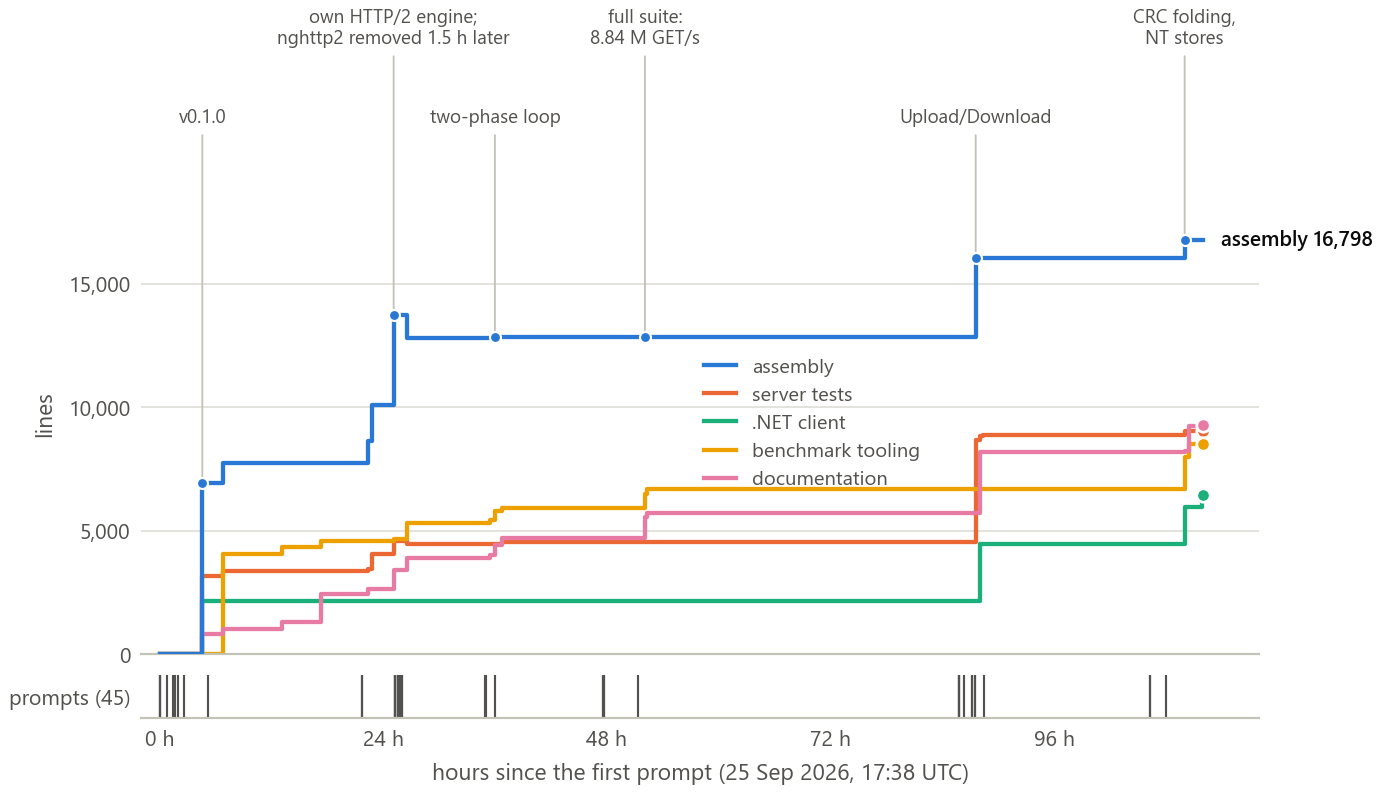 own HTTP/2 engine;
nghttp2 removed 1.5 h later
full suite:
8.84 M GET/s
CRC folding,
NT stores
v0.1.0
two-phase loop
Upload/Download
assembly 16,798
15,000
10,000
5,000
0
lines
assembly
server tests
.NET client
benchmark tooling
documentation
prompts (45)
0 h
24 h
48 h
72 h
96 h
hours since the first prompt (25 Sep 2026, 17:38 UTC)